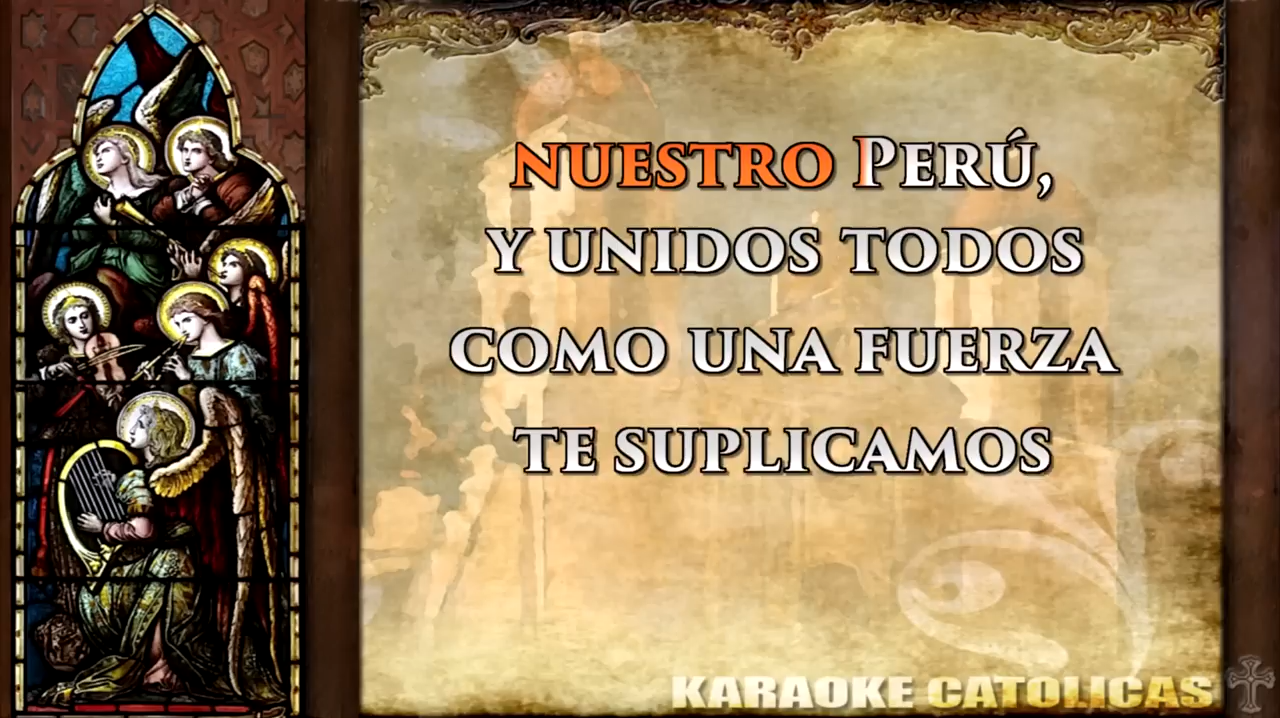 NUESTRO PERÚ,
Y UNIDOS TODOS
COMO UNA FUERZA
TE SUPLICAMOS
KARAOKE CATOLICAS